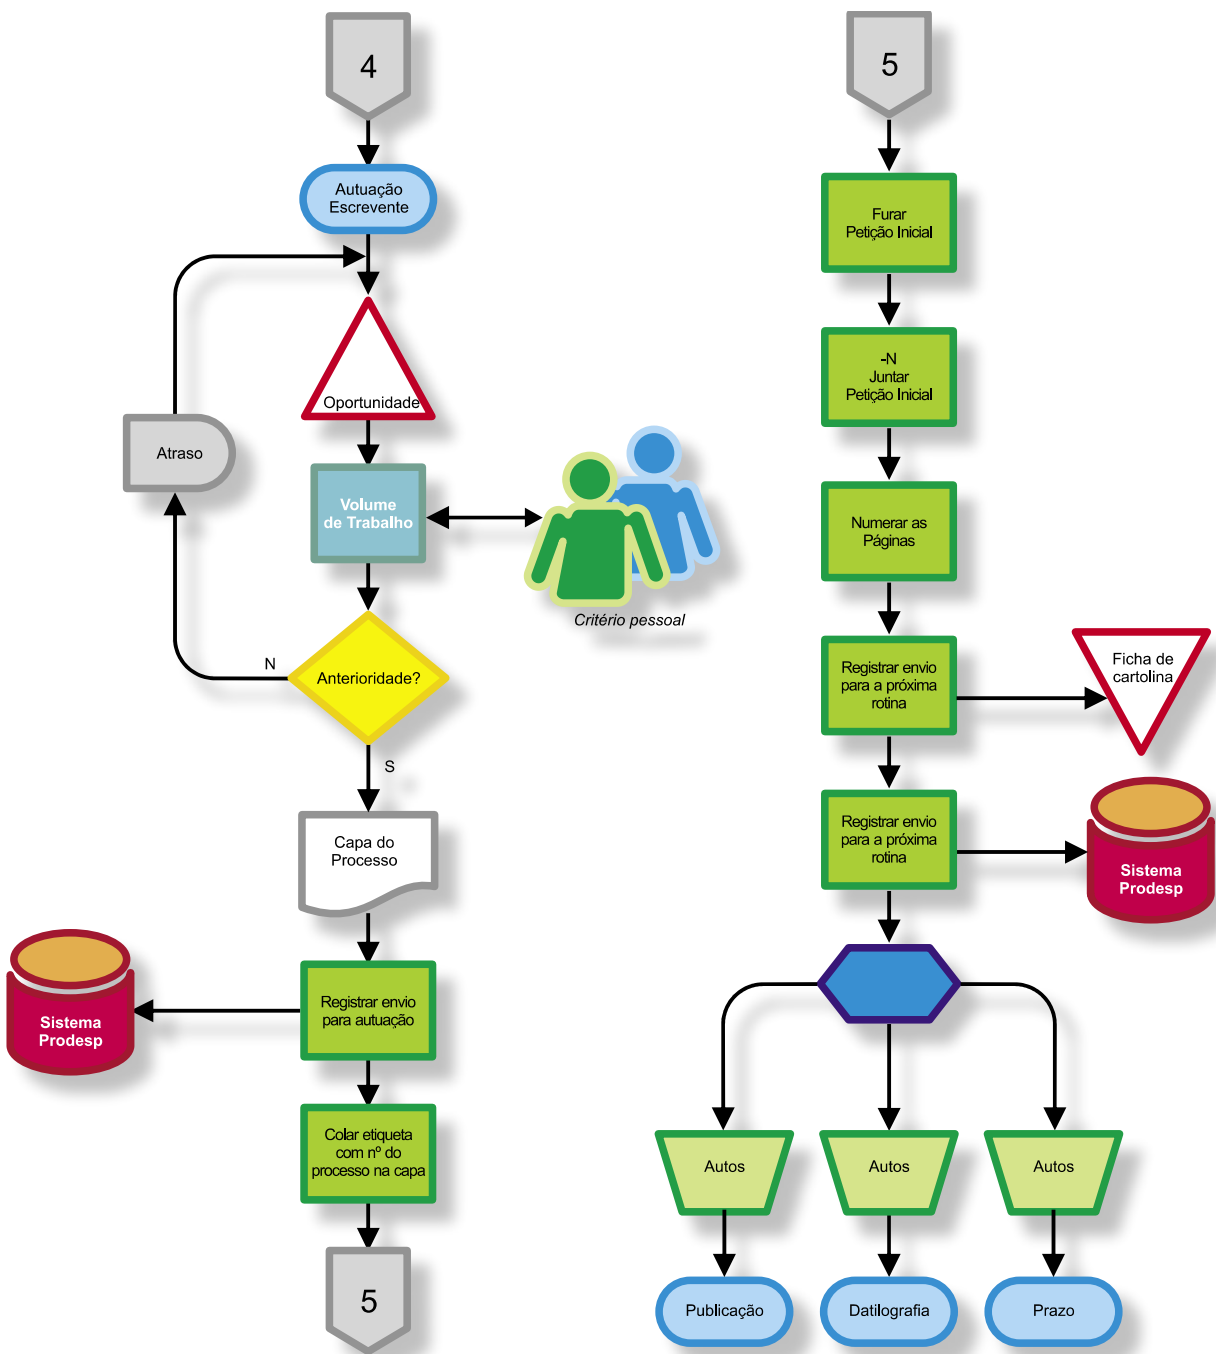 4
Autuação
Escrevente
Oportunidade
Atraso
Volume
de Trabalho
Critério pessoal
N
Anterioridade?
S
Capa do
Processo
Registrar envio
para autuação
Sistema
Prodesp
Colar etiqueta
com nº do
processo na capa
5
5
Furar
Petição Inicial
-N
Juntar
Petição Inicial
Numerar as
Páginas
Registrar envio
para a próxima
rotina
Ficha de
cartolina
Registrar envio
para a próxima
rotina
Sistema
Prodesp
Autos
Autos
Autos
Publicação
Datilografia
Prazo